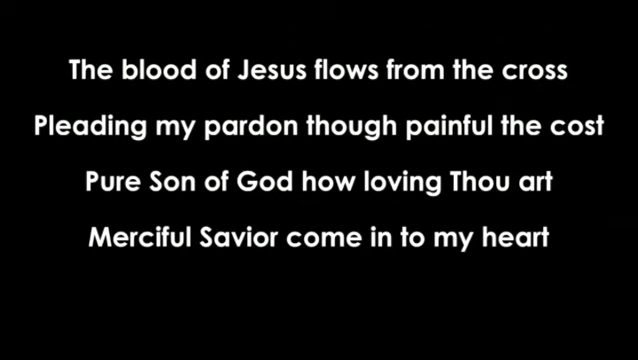 The blood of Jesus flows from the cross
Pleading my pardon though painful the cost
Pure Son of God how loving Thou art
Merciful Savior come in to my heart